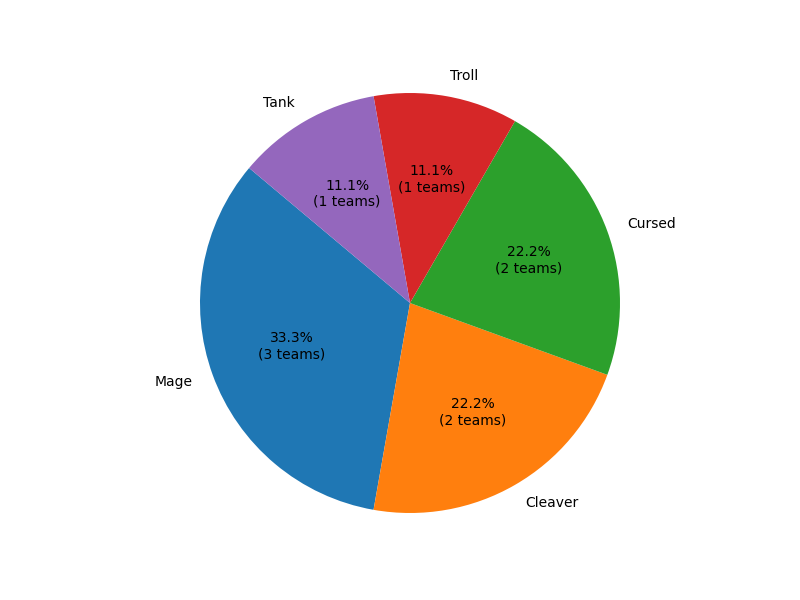 Troll
Tank
11.1%
(1 teams)
11.1%
(1 teams)
Cursed
22.2%
(2 teams)
33.3%
(3 teams)
Mage
22.2%
(2 teams)
Cleaver